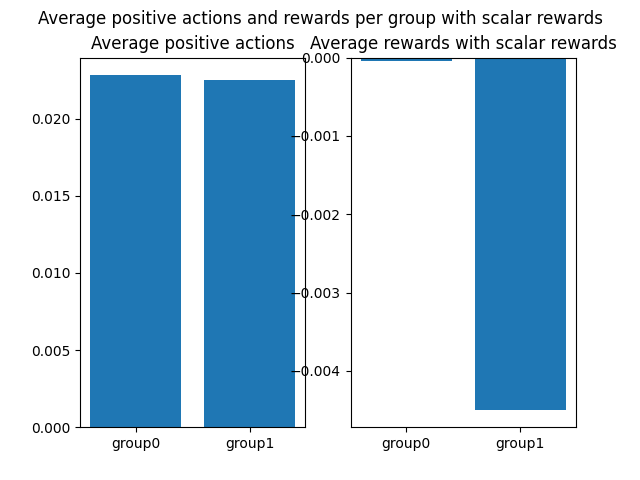 Average positive actions and rewards per group with scalar rewards
Average positive actions
0.020
0.015
0.010
0.005
0.000
group0
group1
Average rewards with scalar rewards
0.000
−0.001
−0.002
−0.003
−0.004
group0
group1